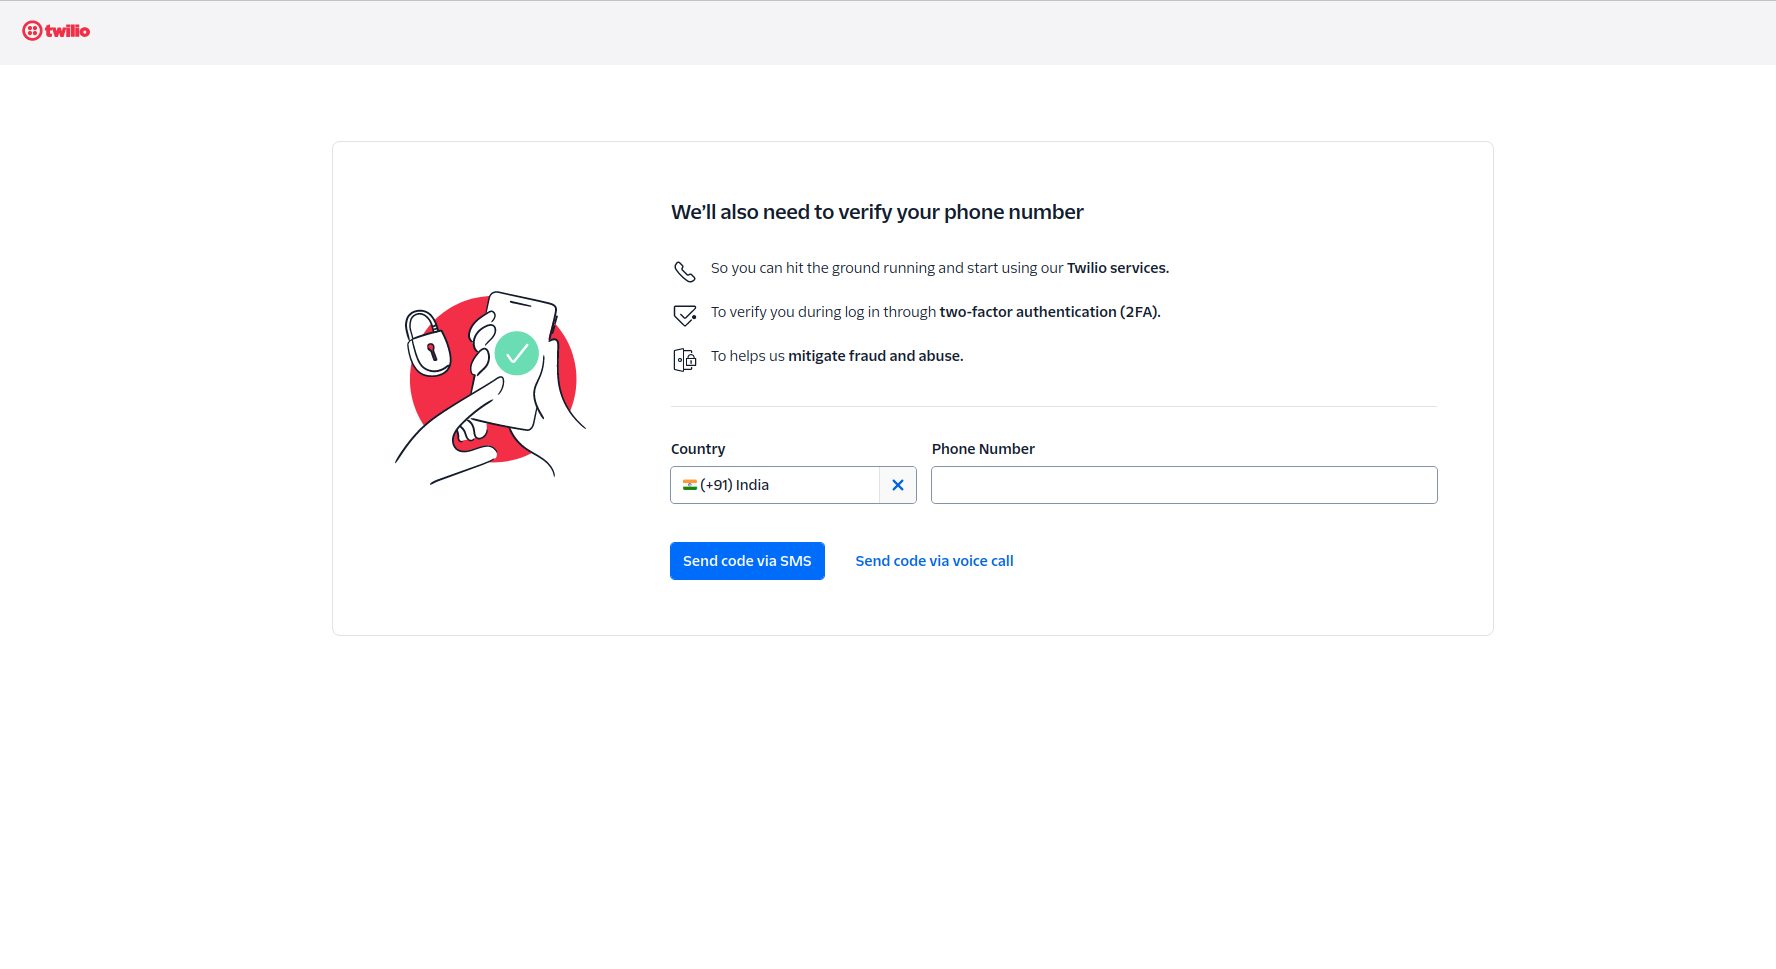 twilio
We’ll also need to verify your phone number
So you can hit the ground running and start using our Twilio services.
To verify you during log in through two-factor authentication (2FA).
To helps us mitigate fraud and abuse.
Country
Phone Number
(+91) India
Send code via SMS
Send code via voice call